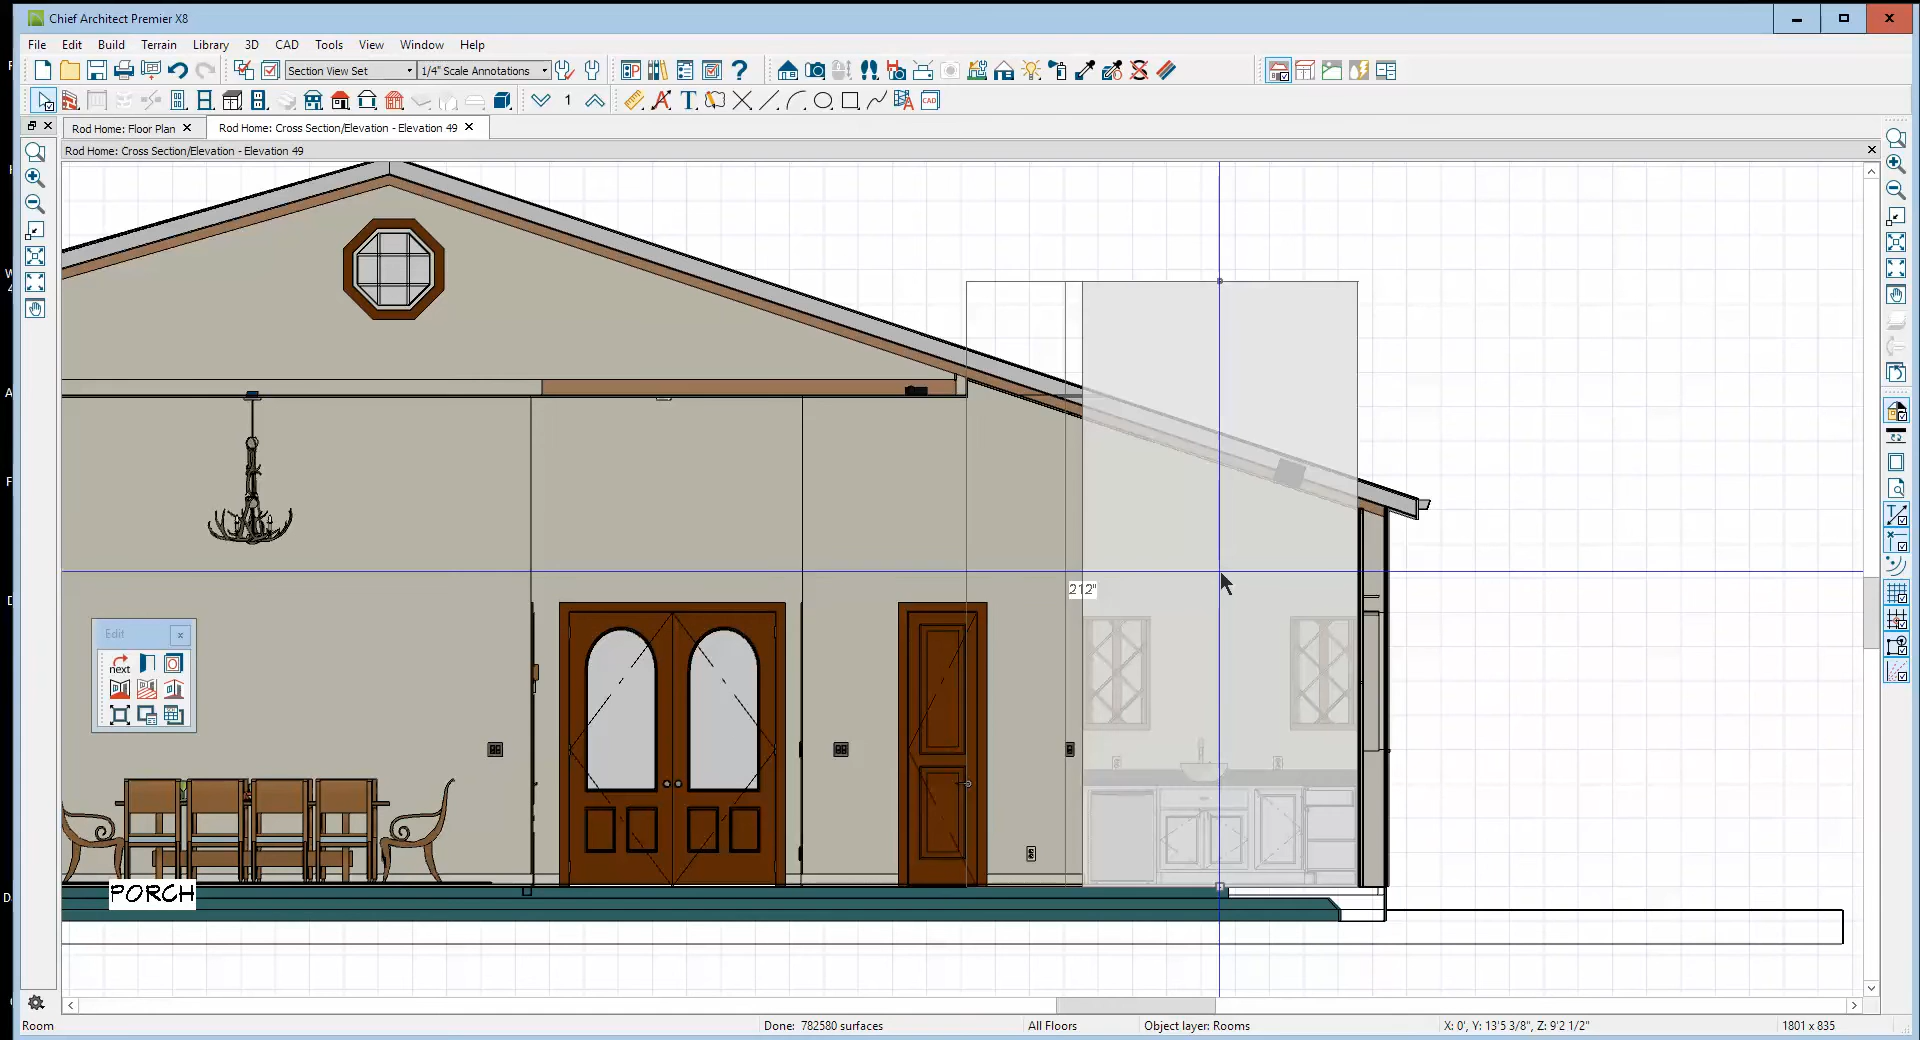 Chief Architect Premier X8
File Edit Build Terrain Library 3D CAD Tools View Window Help
Section View Set 1/4" Scale Annotations
1
Rod Home: Floor Plan Rod Home: Cross Section/Elevation - Elevation 49
Rod Home: Cross Section/Elevation - Elevation 49
212"
Edit
next
PORCH
Room Done: 782580 surfaces All Floors Object layer: Rooms X: 0', Y: 13'5 3/8", Z: 9'2 1/2" 1801 x 835